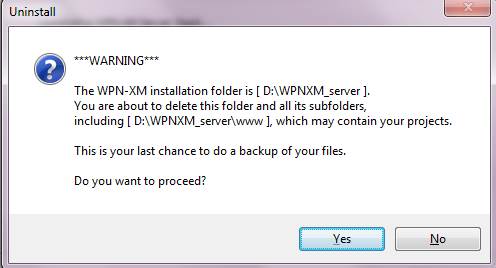 Uninstall
***WARNING***
The WPN-XM installation folder is [ D:\WPNXM_server ].
You are about to delete this folder and all its subfolders,
including [ D:\WPNXM_server\www ], which may contain your projects.
This is your last chance to do a backup of your files.
Do you want to proceed?
Yes
No